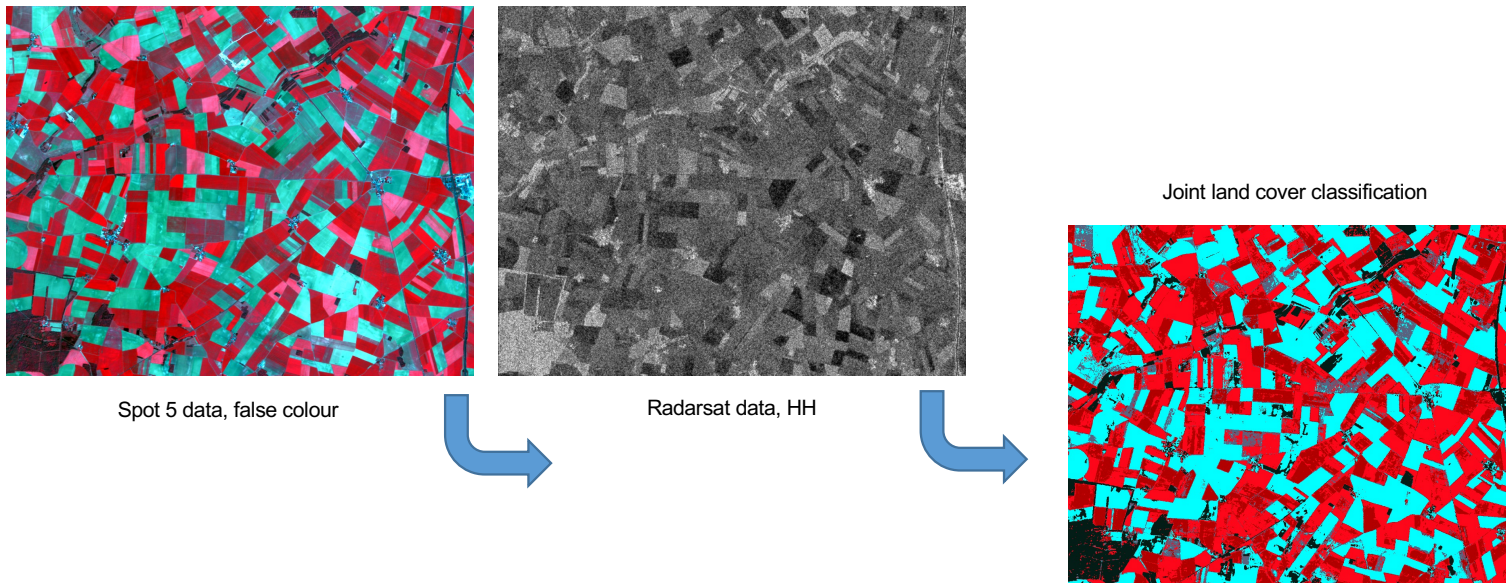 Spot 5 data, false colour
Radarsat data, HH
Joint land cover classification